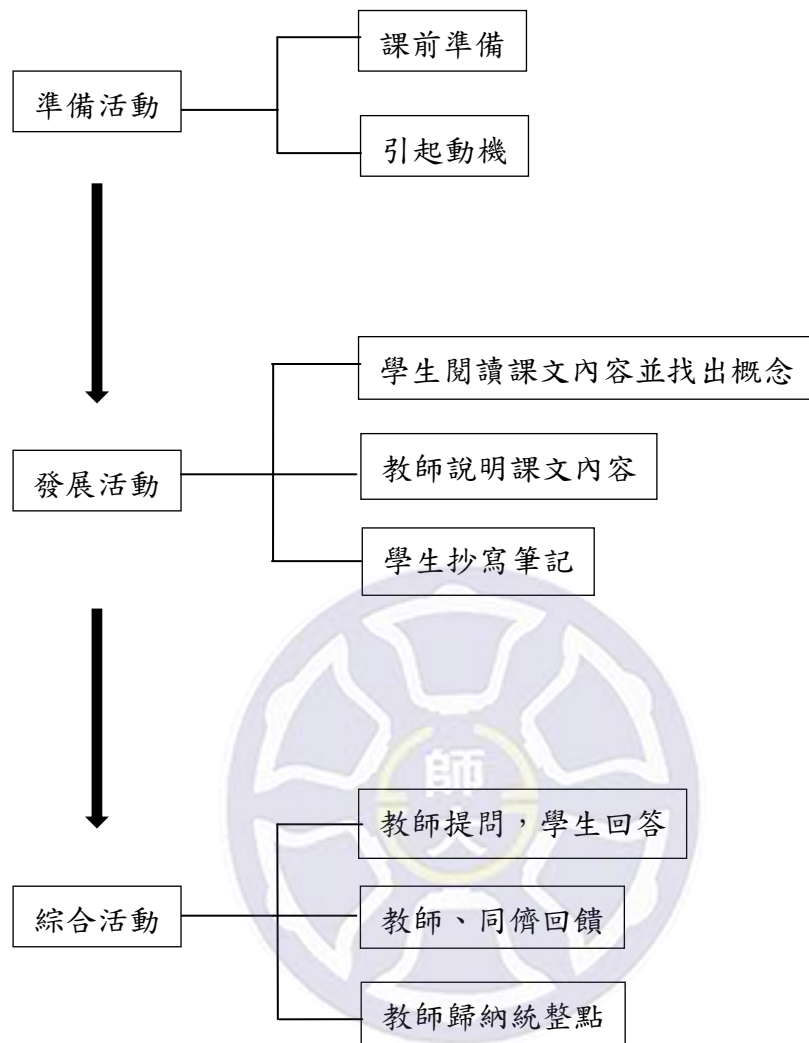 課前準備
準備活動
引起動機
學生閱讀課文內容並找出概念
發展活動
教師說明課文內容
學生抄寫筆記
師大
教師提問，學生回答
綜合活動
教師、同儕回饋
教師歸納統整點